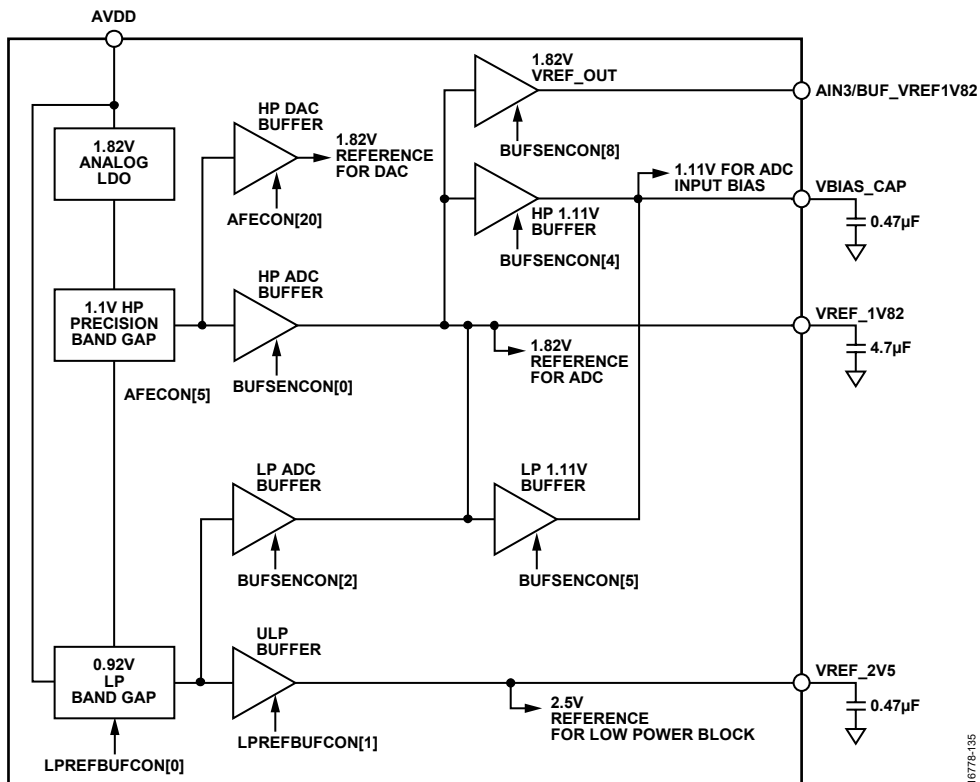 AVDD
1.82V
ANALOG
LDO
HP DAC
BUFFER
1.82V
REFERENCE
FOR DAC
AFECON[20]
1.82V
VREF_OUT
BUFSENCON[8]
AIN3/BUF_VREF1V82
1.11V FOR ADC
INPUT BIAS
HP 1.11V
BUFFER
BUFSENCON[4]
VBIAS_CAP
0.47µF
1.1V HP
PRECISION
BAND GAP
AFECON[5]
HP ADC
BUFFER
BUFSENCON[0]
1.82V
REFERENCE
FOR ADC
VREF_1V82
4.7µF
LP ADC
BUFFER
BUFSENCON[2]
LP 1.11V
BUFFER
BUFSENCON[5]
0.92V
LP
BAND GAP
LPREFBUFCON[0]
ULP
BUFFER
LPREFBUFCON[1]
2.5V
REFERENCE
FOR LOW POWER BLOCK
VREF_2V5
0.47µF
16778-135